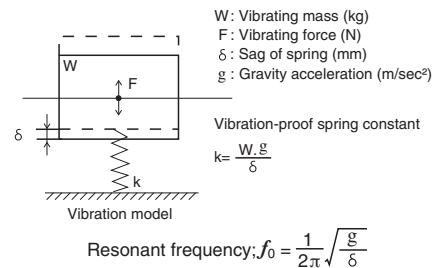 W: Vibrating mass (kg)
F: Vibrating force (N)
δ: Sag of spring (mm)
g: Gravity acceleration (m/sec²)
W
F
δ
k
Vibration-proof spring constant
k= W.g / δ
Vibration model
Resonant frequency;f₀ = 1/2π √ g/δ